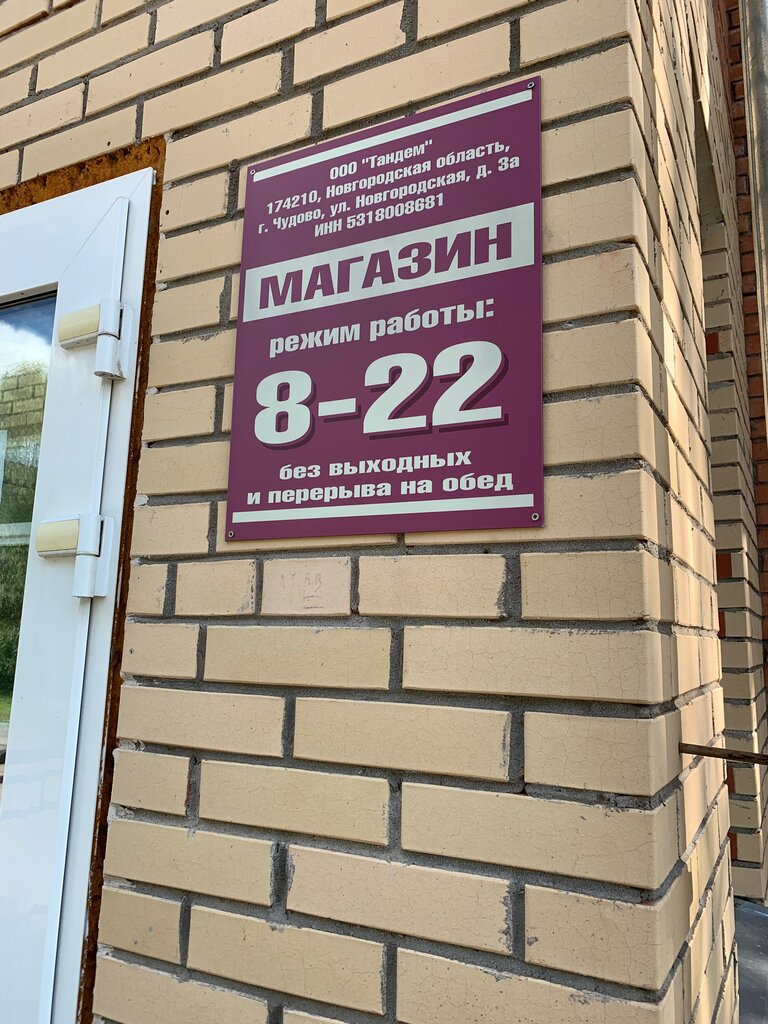 ООО "Тандем"
174210, Новгородская область,
г. Чудово, ул. Новгородская, д. 3а
ИНН 5318008681
МАГАЗИН
режим работы:
8-22
без выходных
и перерыва на обед